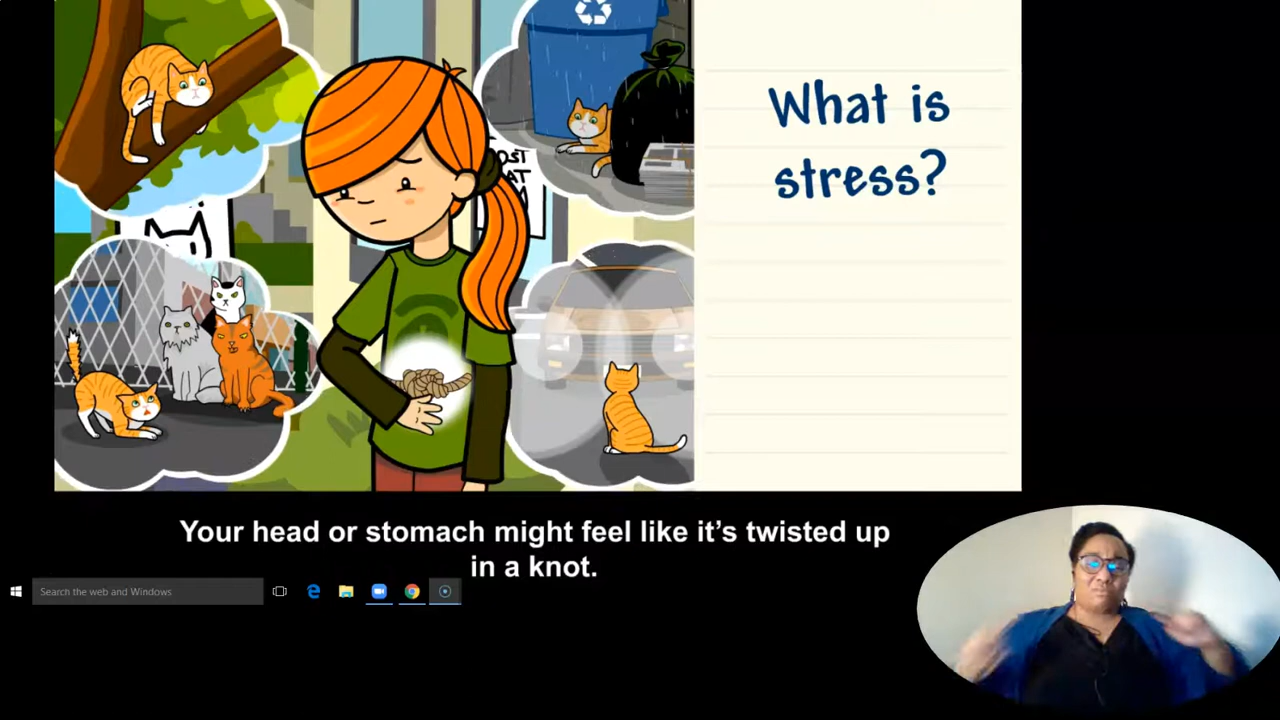 What is
stress?
Your head or stomach might feel like it's twisted up
in a knot.
Search the web and Windows